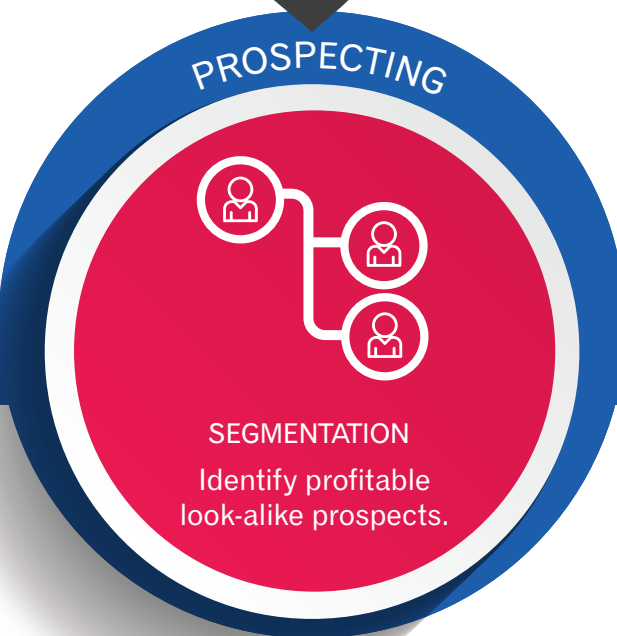 PROSPECTING
SEGMENTATION
Identify profitable
look-alike prospects.